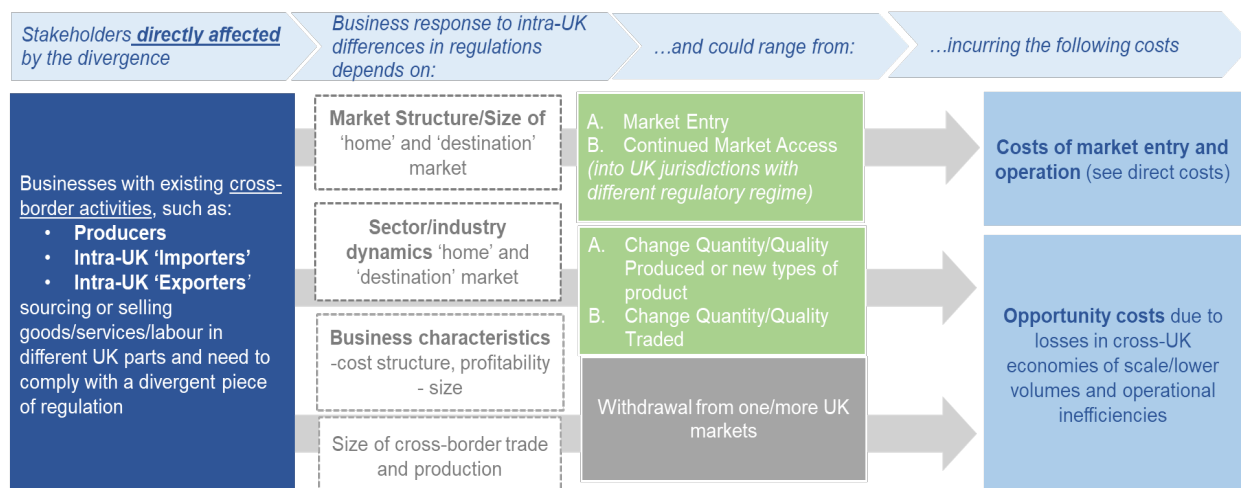 Stakeholders directly affected
by the divergence
Business response to intra-UK
differences in regulations
depends on:
…and could range from:
…incurring the following costs
Businesses with existing cross-
border activities, such as:
• Producers
• Intra-UK ‘Importers’
• Intra-UK ‘Exporters’
sourcing or selling
goods/services/labour in
different UK parts and need to
comply with a divergent piece
of regulation
Market Structure/Size of
‘home’ and ‘destination’
market
Sector/industry
dynamics ‘home’ and
‘destination’ market
Business characteristics
-cost structure, profitability
- size
Size of cross-border trade
and production
A. Market Entry
B. Continued Market Access
(into UK jurisdictions with
different regulatory regime)
A. Change Quantity/Quality
Produced or new types of
product
B. Change Quantity/Quality
Traded
Withdrawal from one/more UK
markets
Costs of market entry and
operation (see direct costs)
Opportunity costs due to
losses in cross-UK
economies of scale/lower
volumes and operational
inefficiencies